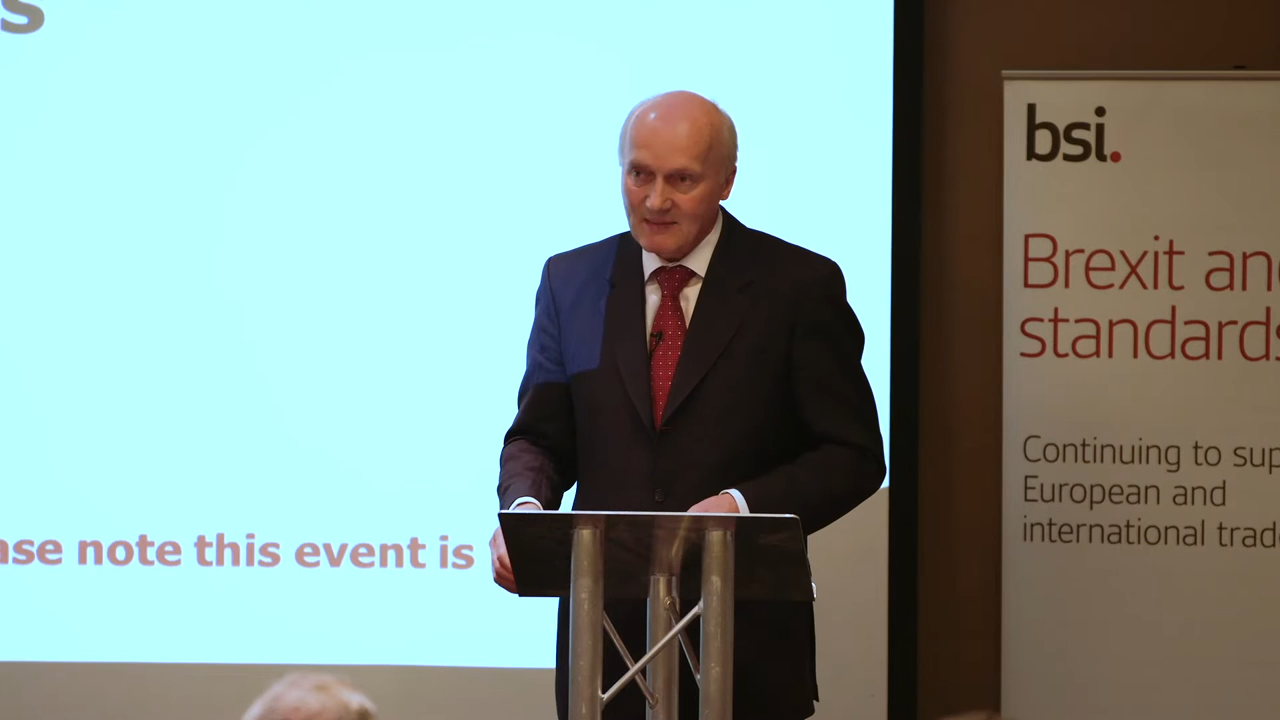 s
ase note this event is
bsi.
Brexit an
standards
Continuing to sup
European and
international trad